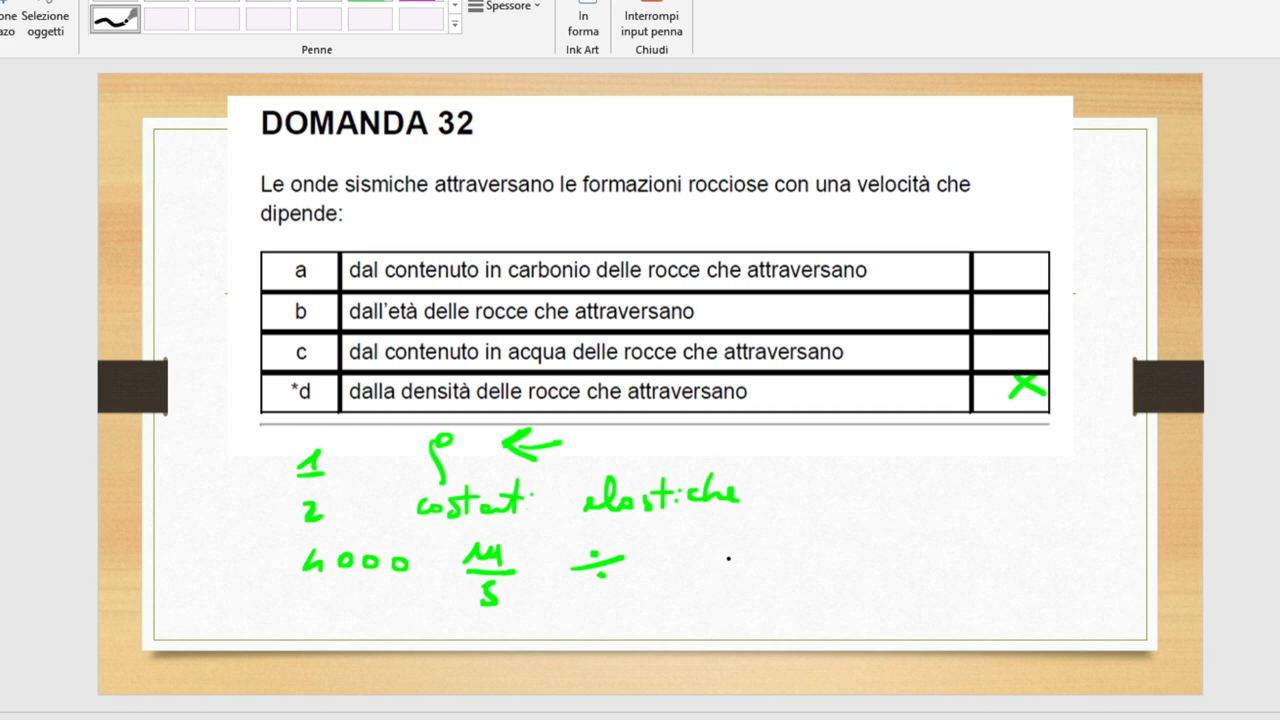 Selezione
oggetti
Spessore
In
forma
Interrompi
input penna
Penne
Ink Art
Chiudi
DOMANDA 32
Le onde sismiche attraversano le formazioni rocciose con una velocità che
dipende:
a dal contenuto in carbonio delle rocce che attraversano
b dall'età delle rocce che attraversano
c dal contenuto in acqua delle rocce che attraversano
*d dalla densità delle rocce che attraversano X
1 ρ ←
2 costanti elastiche
4000 m/s ÷